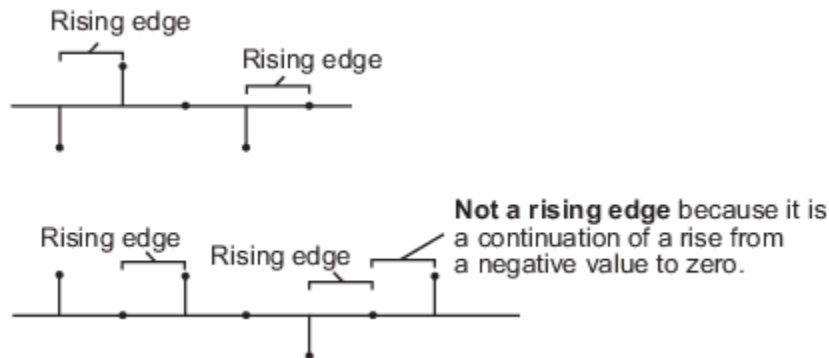 Rising edge
Rising edge
Not a rising edge because it is
a continuation of a rise from
a negative value to zero.
Rising edge
Rising edge